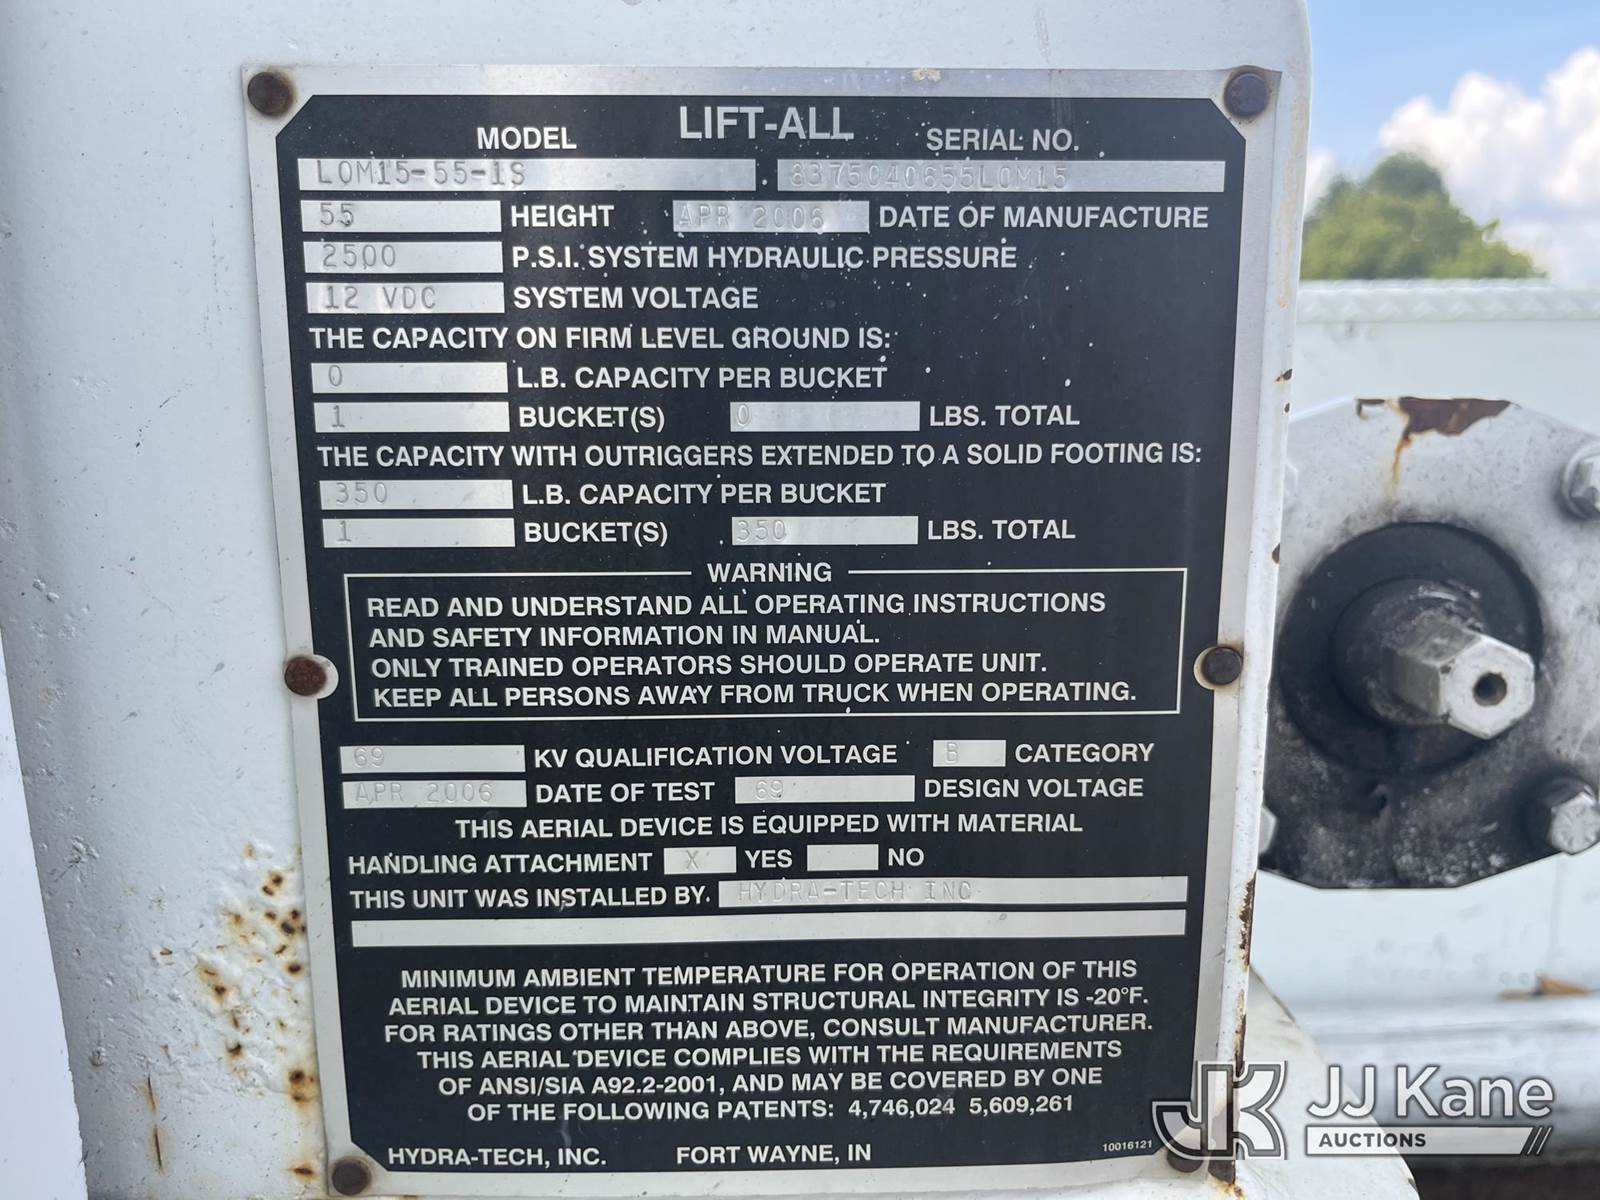 LIFT-ALL
MODEL SERIAL NO.
LOM15-55-1S 8375040655LOM15
55 HEIGHT APR 2006 DATE OF MANUFACTURE
2500 P.S.I. SYSTEM HYDRAULIC PRESSURE
12 VDC SYSTEM VOLTAGE
THE CAPACITY ON FIRM LEVEL GROUND IS:
0 L.B. CAPACITY PER BUCKET
1 BUCKET(S) 0 LBS. TOTAL
THE CAPACITY WITH OUTRIGGERS EXTENDED TO A SOLID FOOTING IS:
350 L.B. CAPACITY PER BUCKET
1 BUCKET(S) 350 LBS. TOTAL
WARNING
READ AND UNDERSTAND ALL OPERATING INSTRUCTIONS
AND SAFETY INFORMATION IN MANUAL.
ONLY TRAINED OPERATORS SHOULD OPERATE UNIT.
KEEP ALL PERSONS AWAY FROM TRUCK WHEN OPERATING.
69 KV QUALIFICATION VOLTAGE B CATEGORY
APR 2006 DATE OF TEST 69 DESIGN VOLTAGE
THIS AERIAL DEVICE IS EQUIPPED WITH MATERIAL
HANDLING ATTACHMENT X YES NO
THIS UNIT WAS INSTALLED BY. HYDRA-TECH INC
MINIMUM AMBIENT TEMPERATURE FOR OPERATION OF THIS
AERIAL DEVICE TO MAINTAIN STRUCTURAL INTEGRITY IS -20°F.
FOR RATINGS OTHER THAN ABOVE, CONSULT MANUFACTURER.
THIS AERIAL DEVICE COMPLIES WITH THE REQUIREMENTS
OF ANSI/SIA A92.2-2001, AND MAY BE COVERED BY ONE
OF THE FOLLOWING PATENTS: 4,746,024 5,609,261
HYDRA-TECH, INC. FORT WAYNE, IN 10016121
JK JJ Kane
AUCTIONS